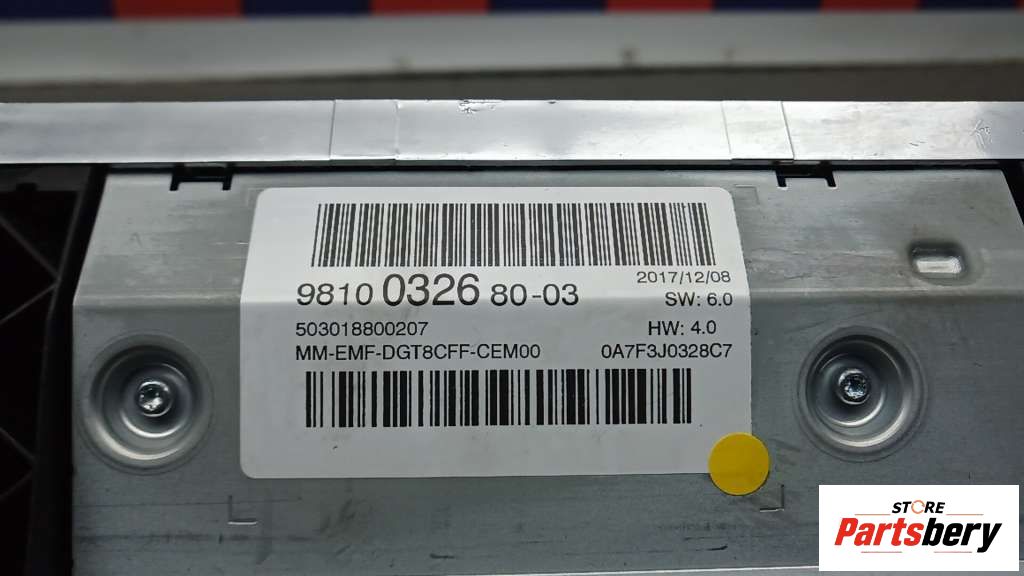 98100 0326 80-03
2017/12/08
SW: 6.0
503018800207
HW: 4.0
MM-EMF-DGT8CFF-CEM00
0A7F3J0328C7
STORE
Partsbery